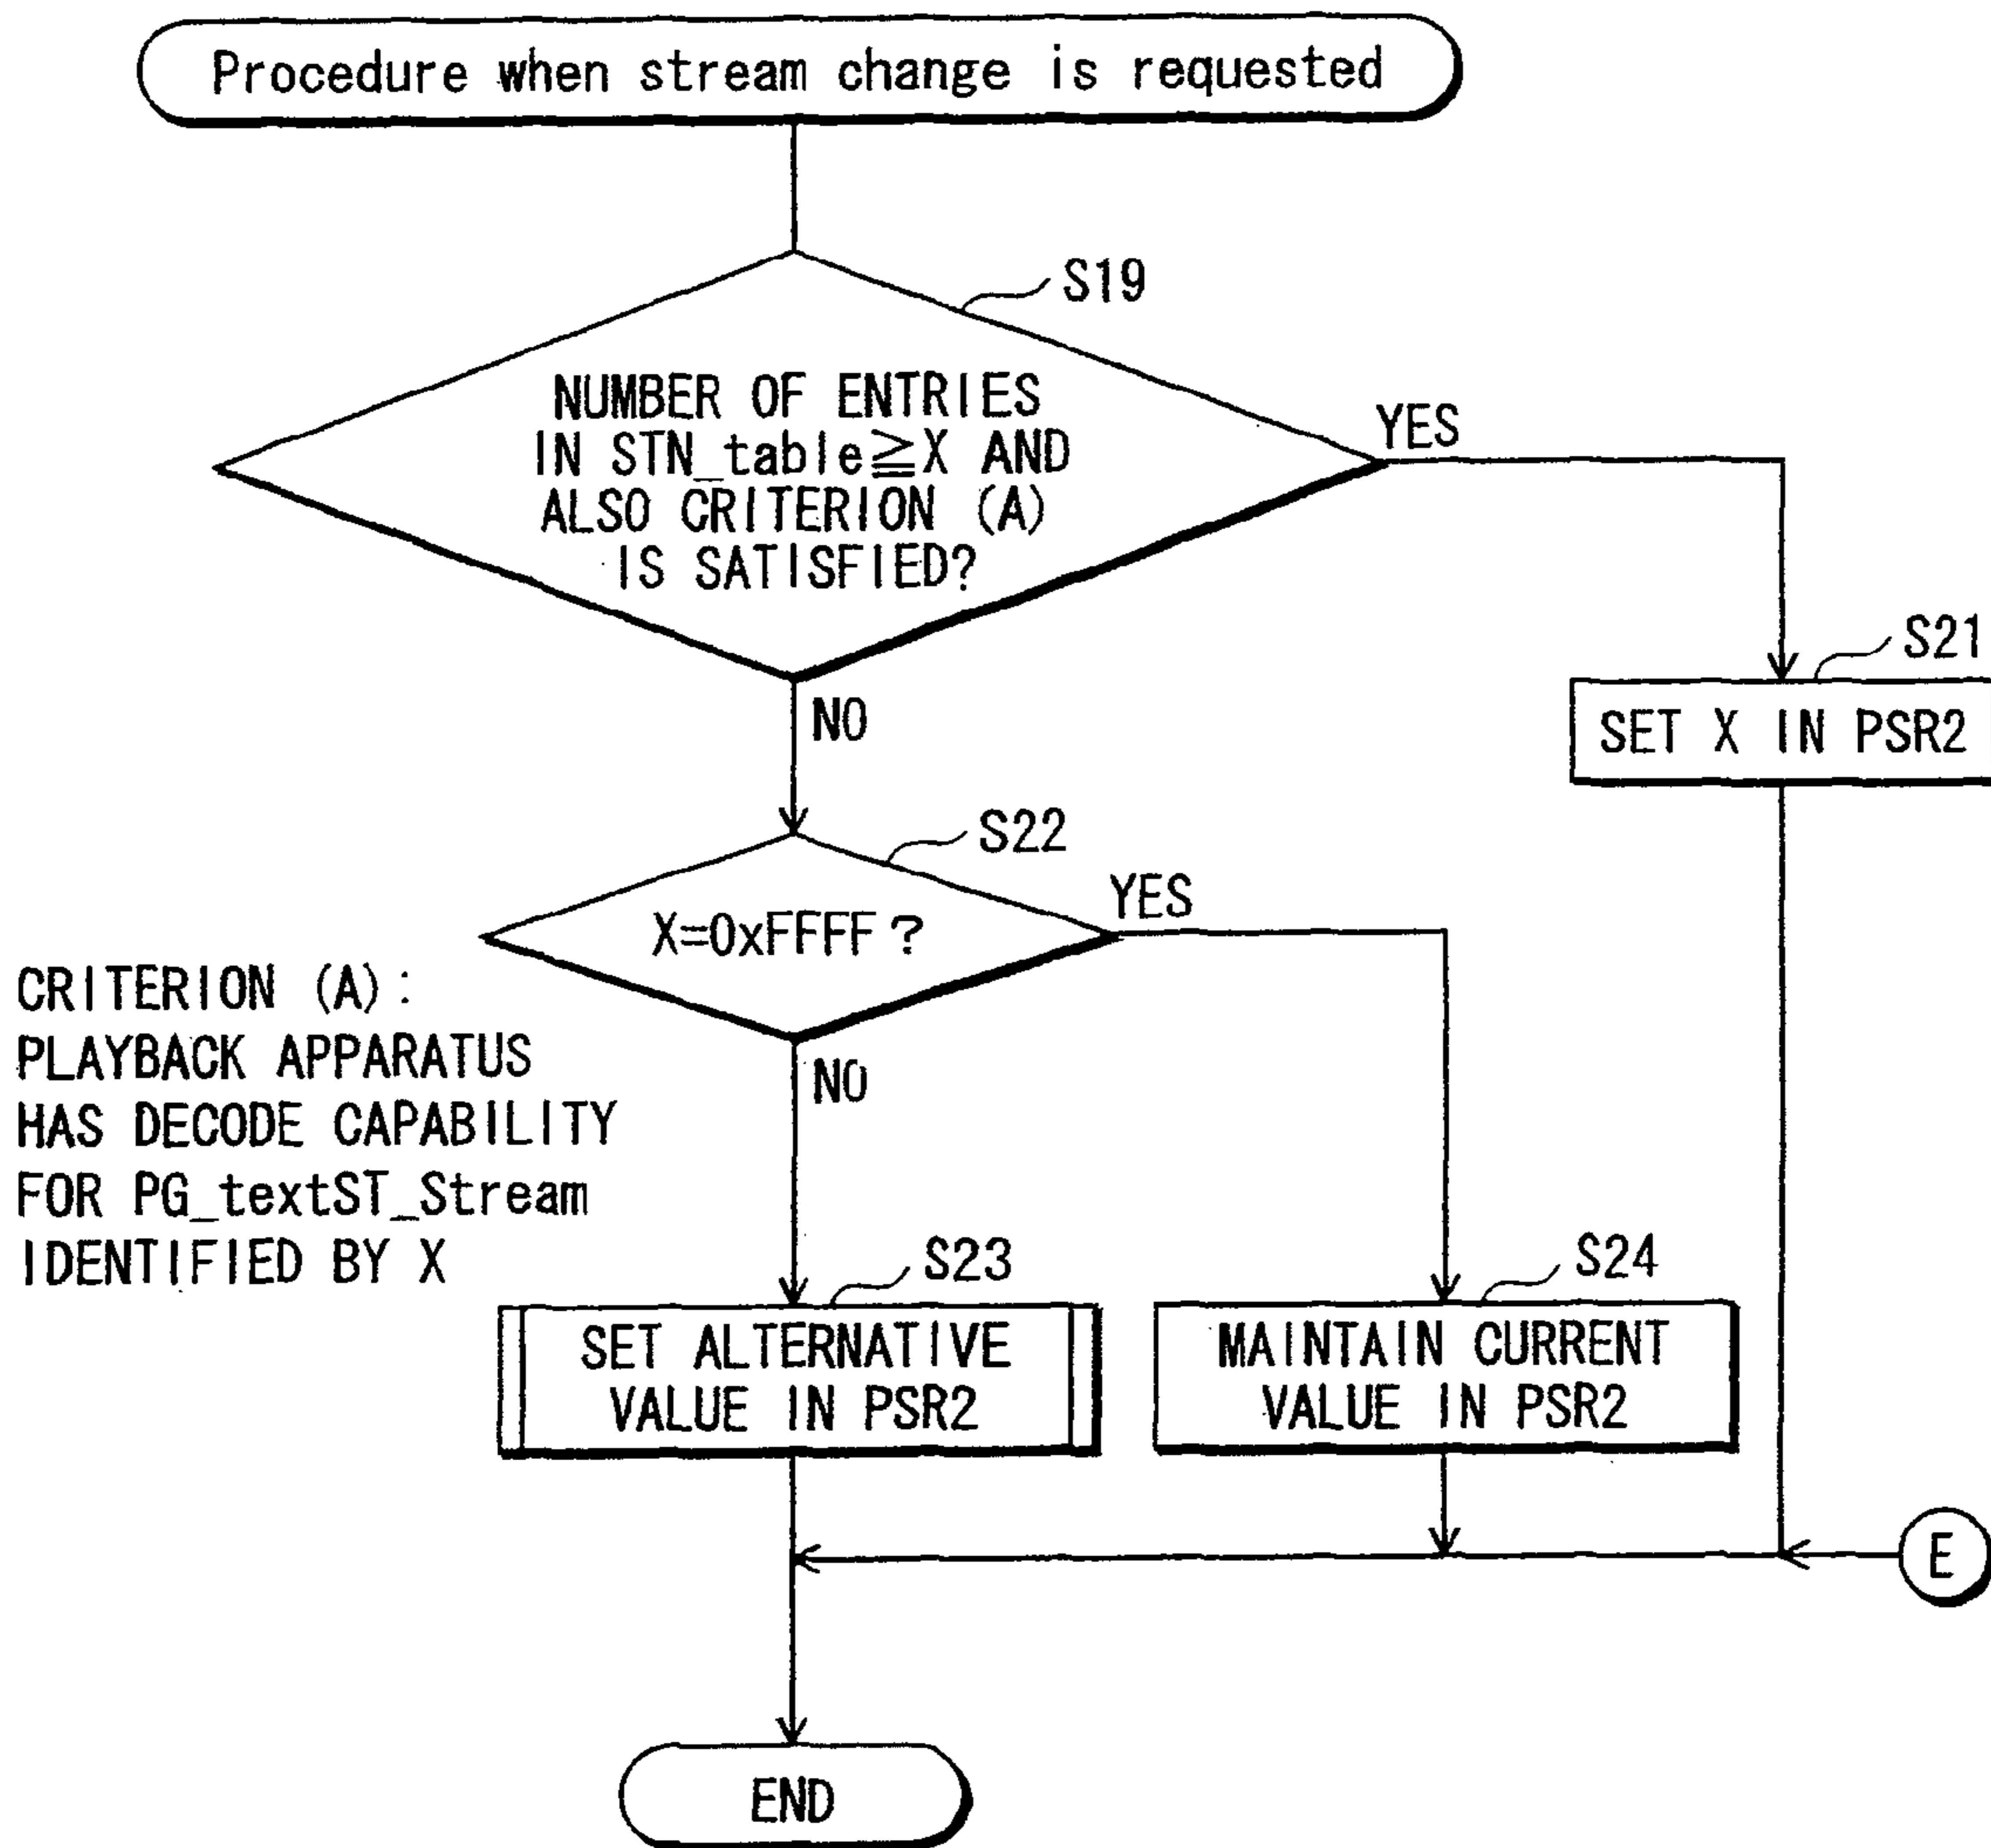 Procedure when stream change is requested
S19
NUMBER OF ENTRIES
IN STN_table≧X AND
ALSO CRITERION (A)
IS SATISFIED?
YES
S21
SET X IN PSR2
NO
S22
X=0xFFFF ?
YES
CRITERION (A):
PLAYBACK APPARATUS
HAS DECODE CAPABILITY
FOR PG_textST_Stream
IDENTIFIED BY X
NO
S23
SET ALTERNATIVE
VALUE IN PSR2
S24
MAINTAIN CURRENT
VALUE IN PSR2
E
END